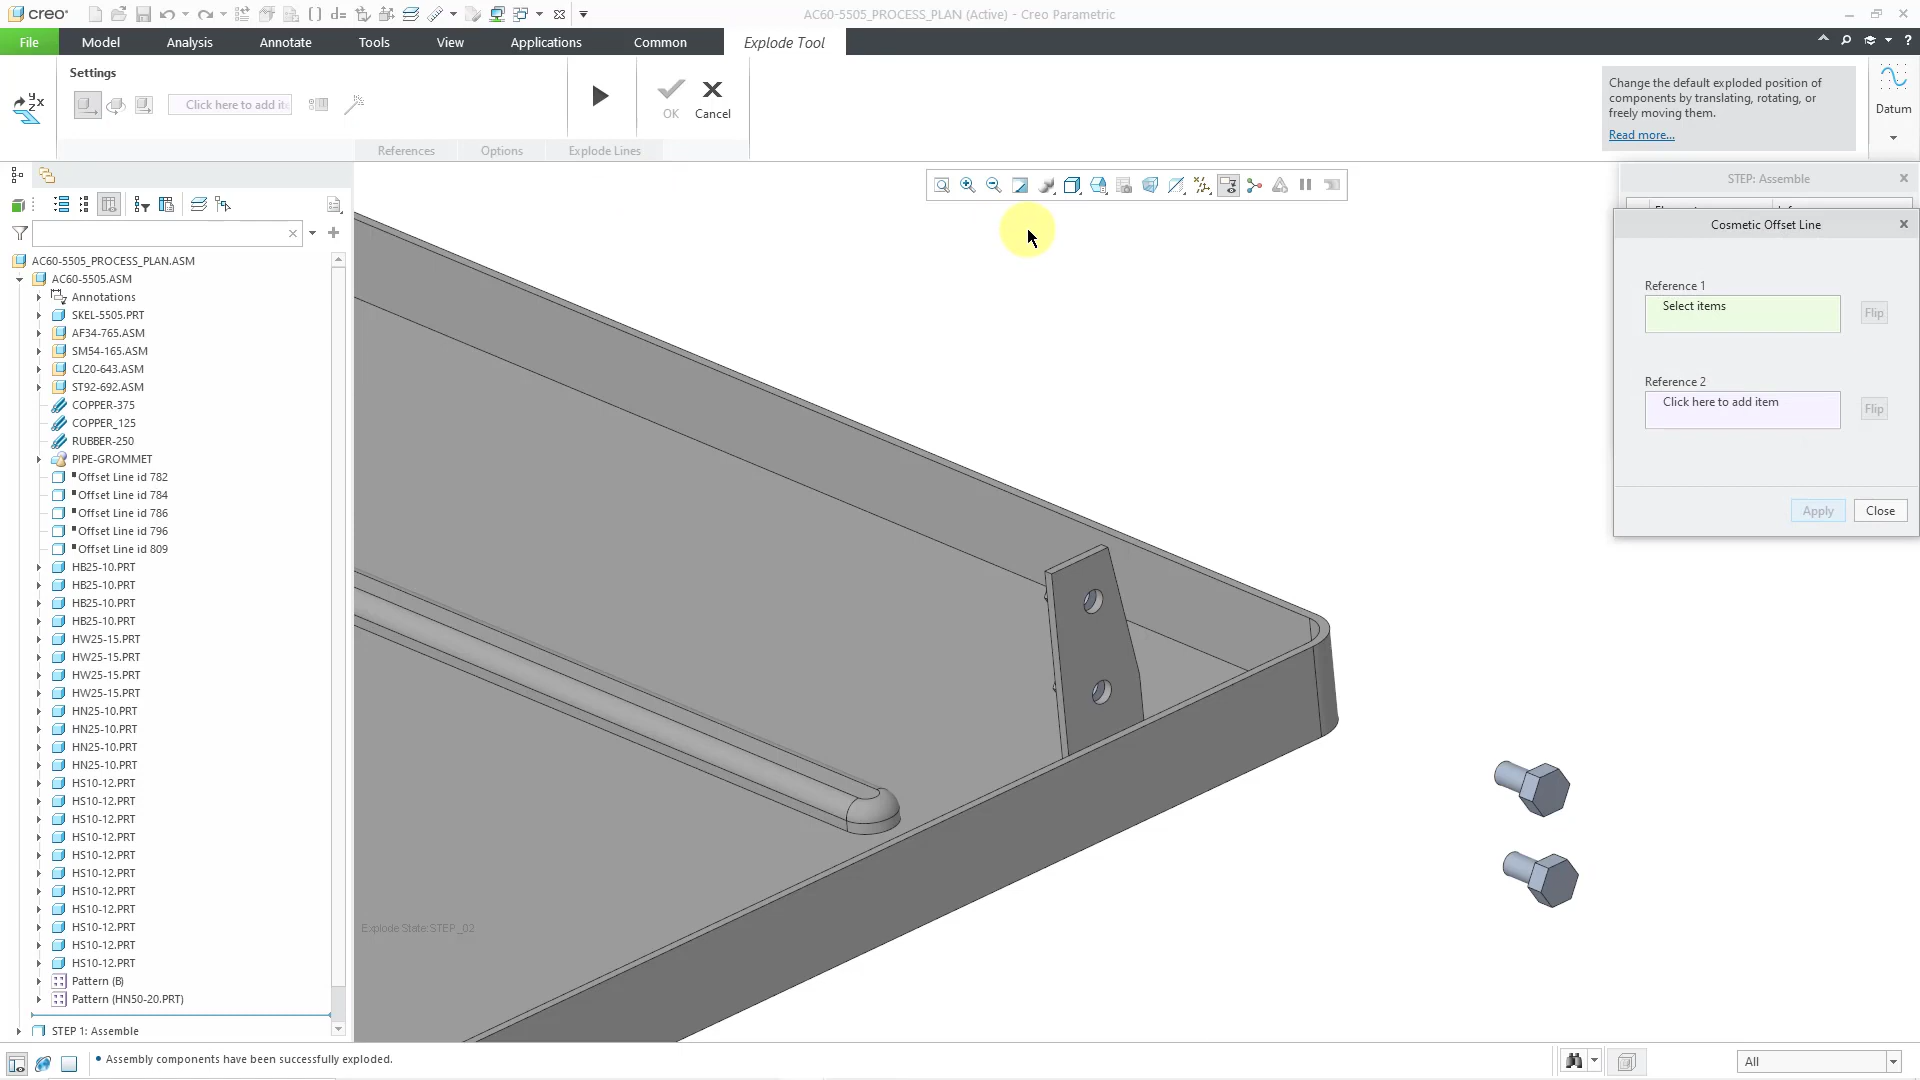 creo
AC60-5505_PROCESS_PLAN (Active) - Creo Parametric
File
Model
Analysis
Annotate
Tools
View
Applications
Common
Explode Tool
Settings
Click here to add ite
OK
Cancel
References
Options
Explode Lines
Change the default exploded position of
components by translating, rotating, or
freely moving them.
Read more...
Datum
STEP: Assemble
Cosmetic Offset Line
Reference 1
Select items
Flip
Reference 2
Click here to add item
Flip
Apply
Close
AC60-5505_PROCESS_PLAN.ASM
AC60-5505.ASM
Annotations
SKEL-5505.PRT
AF34-765.ASM
SM54-165.ASM
CL20-643.ASM
ST92-692.ASM
COPPER-375
COPPER_125
RUBBER-250
PIPE-GROMMET
Offset Line id 782
Offset Line id 784
Offset Line id 786
Offset Line id 796
Offset Line id 809
HB25-10.PRT
HB25-10.PRT
HB25-10.PRT
HB25-10.PRT
HW25-15.PRT
HW25-15.PRT
HW25-15.PRT
HW25-15.PRT
HN25-10.PRT
HN25-10.PRT
HN25-10.PRT
HN25-10.PRT
HS10-12.PRT
HS10-12.PRT
HS10-12.PRT
HS10-12.PRT
HS10-12.PRT
HS10-12.PRT
HS10-12.PRT
HS10-12.PRT
HS10-12.PRT
HS10-12.PRT
HS10-12.PRT
Pattern (B)
Pattern (HN50-20.PRT)
STEP 1: Assemble
Explode State:STEP_02
Assembly components have been successfully exploded.
All